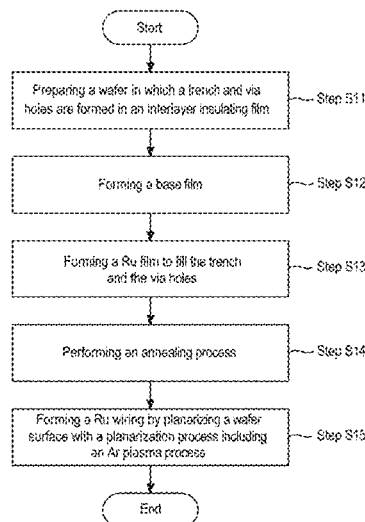 Start
Preparing a wafer in which a trench and via
holes are formed in an interlayer insulating film
Step S11
Forming a base film
Step S12
Forming a Ru film to fill the trench
and the via holes
Step S13
Performing an annealing process
Step S14
Forming a Ru wiring by planarizing a wafer
surface with a planarization process including
an Ar plasma process
Step S15
End